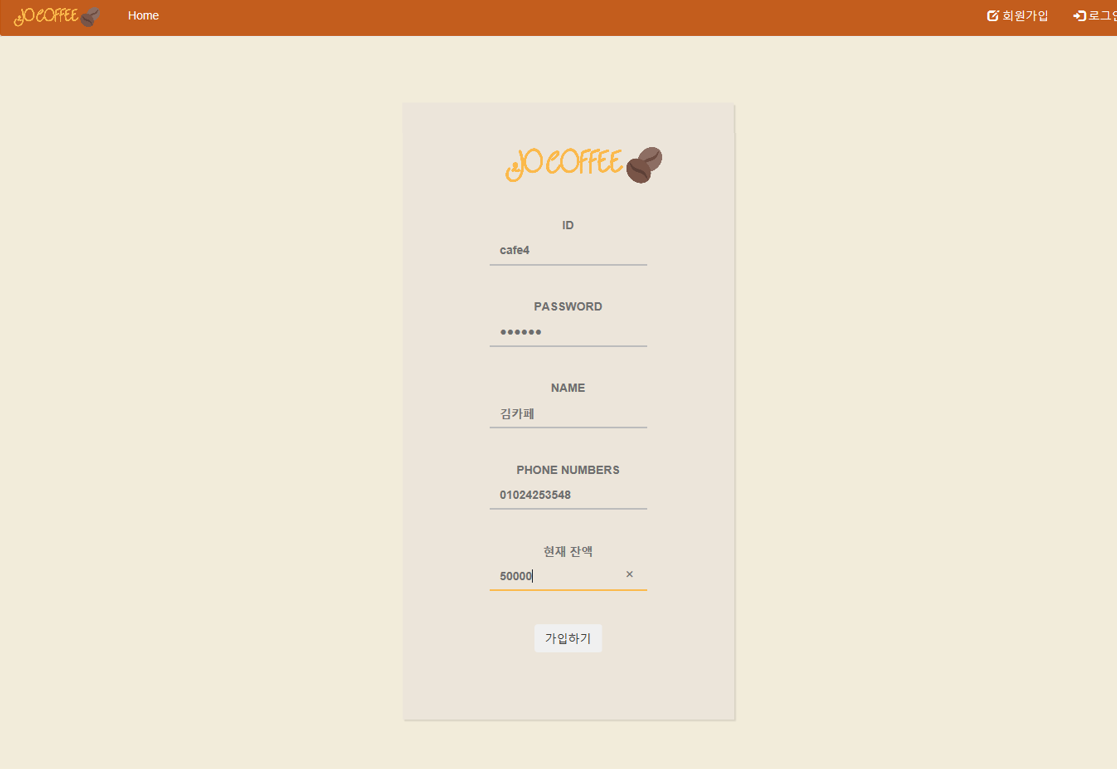 JO COFFEE Home 회원가입 로그인
JO COFFEE
ID
cafe4
PASSWORD
••••••
NAME
김카페
PHONE NUMBERS
01024253548
현재 잔액
50000 ×
가입하기